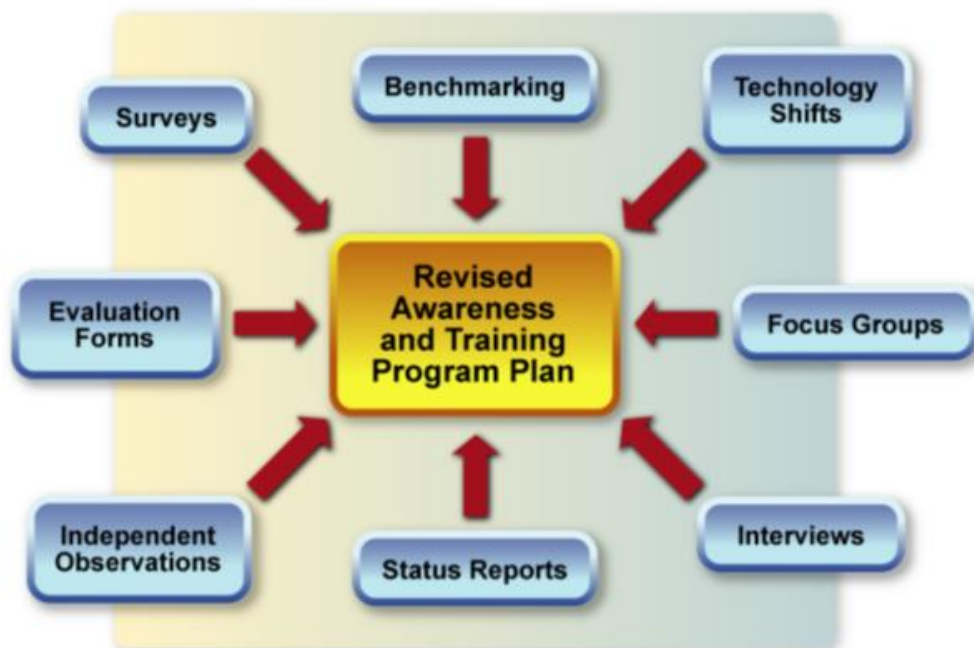 Benchmarking
Surveys
Technology
Shifts
Revised
Awareness
and Training
Program Plan
Evaluation
Forms
Focus Groups
Independent
Observations
Status Reports
Interviews